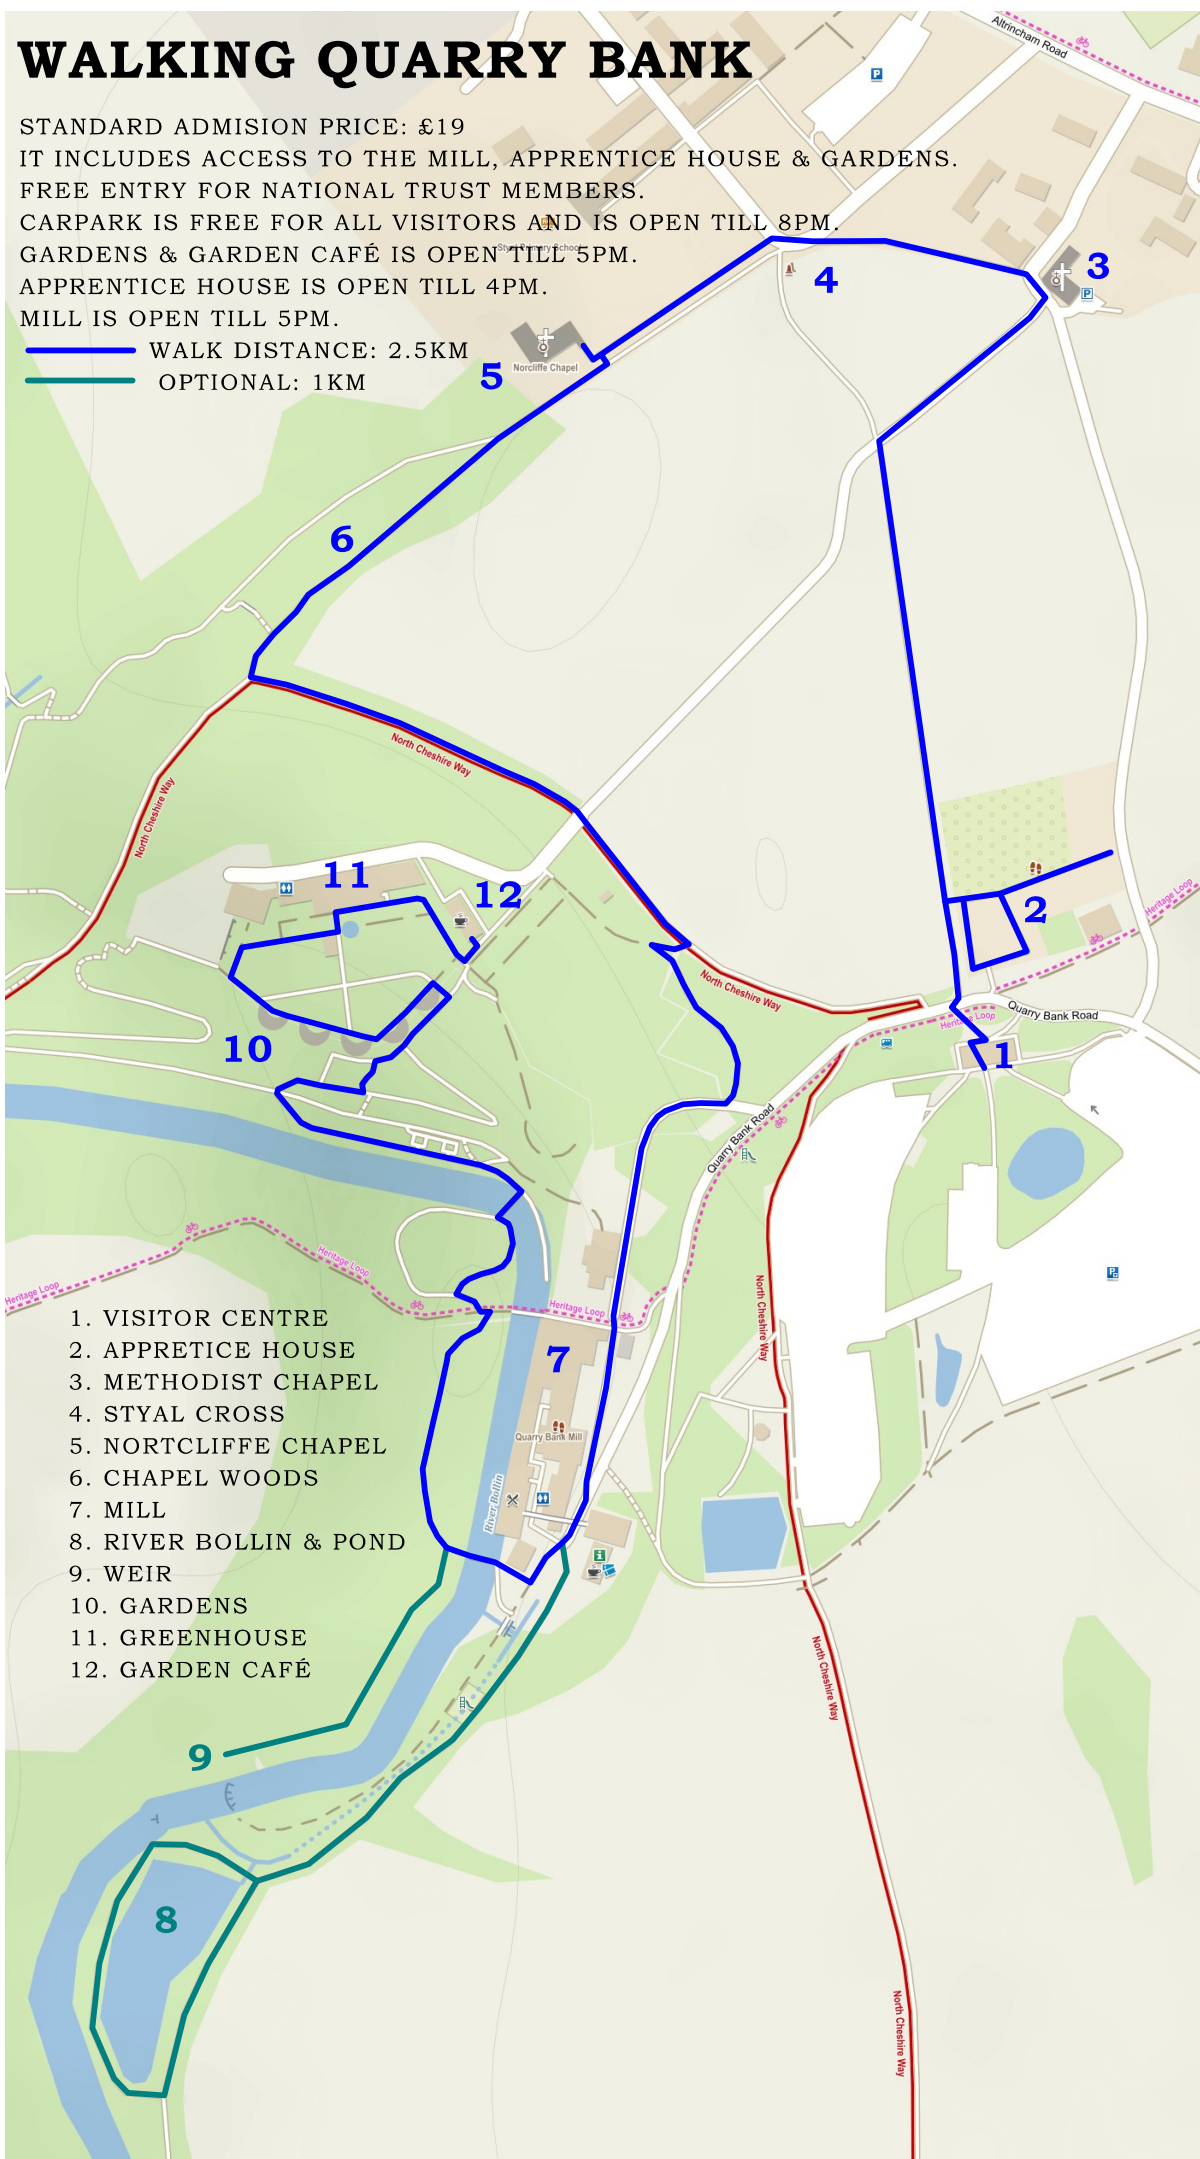 WALKING QUARRY BANK
STANDARD ADMISION PRICE: £19
IT INCLUDES ACCESS TO THE MILL, APPRENTICE HOUSE & GARDENS.
FREE ENTRY FOR NATIONAL TRUST MEMBERS.
CARPARK IS FREE FOR ALL VISITORS AND IS OPEN TILL 8PM.
GARDENS & GARDEN CAFÉ IS OPEN TILL 5PM.
APPRENTICE HOUSE IS OPEN TILL 4PM.
MILL IS OPEN TILL 5PM.
WALK DISTANCE: 2.5KM
OPTIONAL: 1KM
Altrincham Road
P
Styal Primary School
3
P
4
Norcliffe Chapel
5
6
North Cheshire Way
North Cheshire Way
11
12
2
Heritage Loop
North Cheshire Way
Quarry Bank Road
Heritage Loop
10
1
Quarry Bank Road
Heritage Loop
Heritage Loop
Heritage Loop
North Cheshire Way
P
7
Quarry Bank Mill
River Bollin
1. VISITOR CENTRE
2. APPRETICE HOUSE
3. METHODIST CHAPEL
4. STYAL CROSS
5. NORTCLIFFE CHAPEL
6. CHAPEL WOODS
7. MILL
8. RIVER BOLLIN & POND
9. WEIR
10. GARDENS
11. GREENHOUSE
12. GARDEN CAFÉ
i
North Cheshire Way
9
8
North Cheshire Way